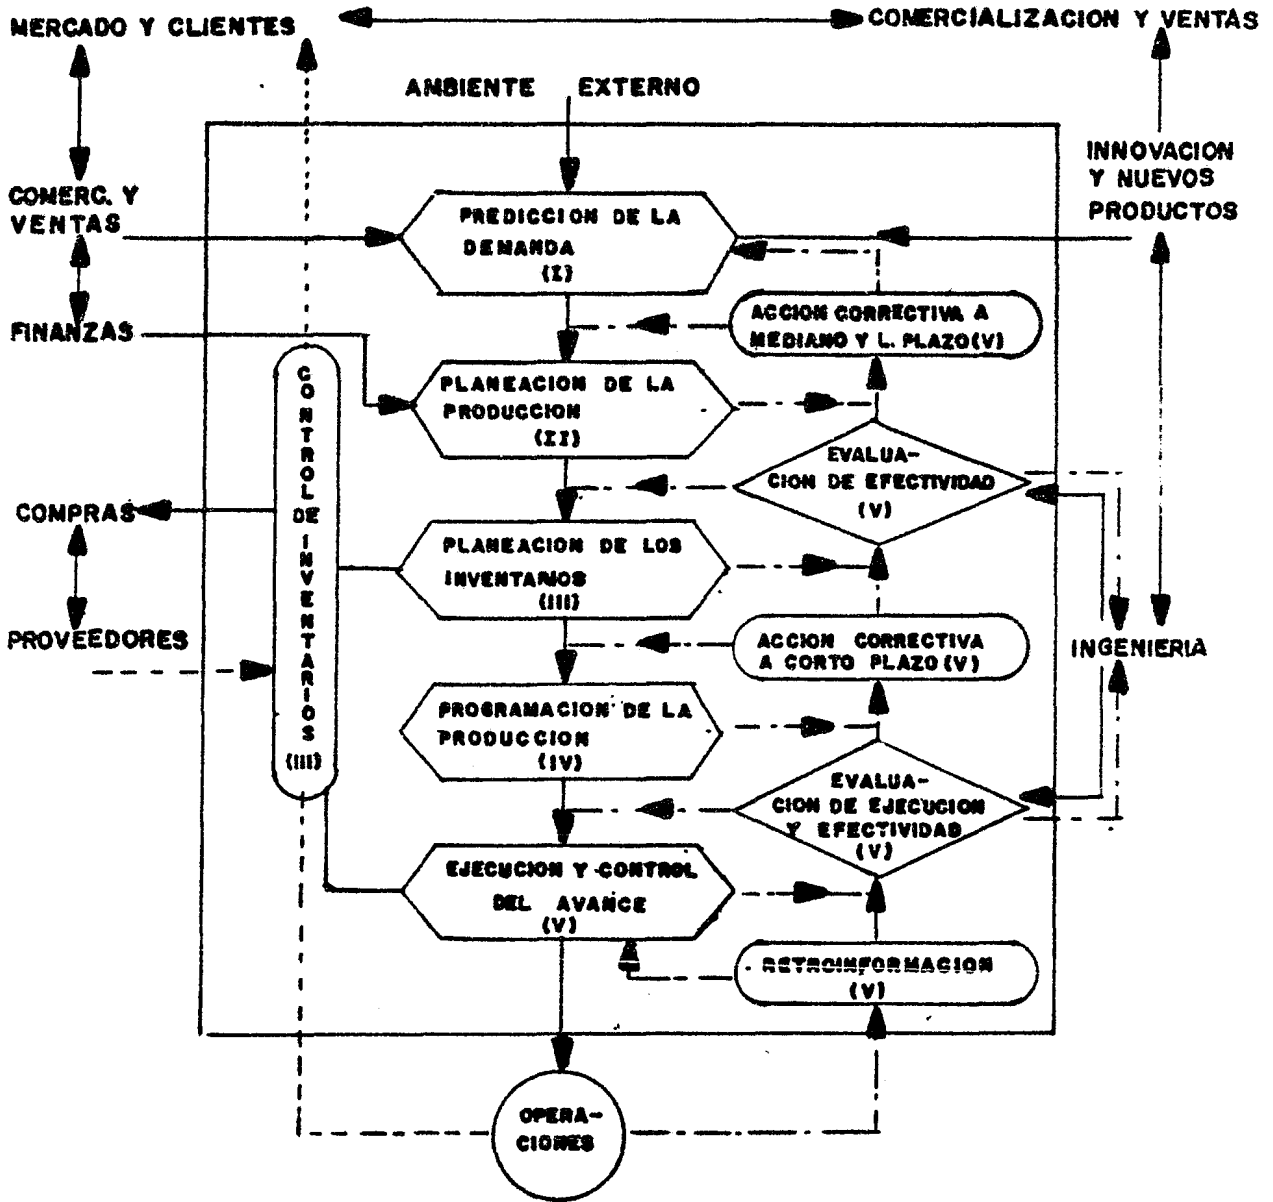 MERCADO Y CLIENTES
COMERCIALIZACION Y VENTAS
AMBIENTE EXTERNO
INNOVACION
Y NUEVOS
PRODUCTOS
COMERC. Y
VENTAS
PREDICCION DE LA
DEMANDA
(I)
FINANZAS
ACCION CORRECTIVA A
MEDIANO Y L. PLAZO(V)
CONTROL DE INVENTARIOS
(III)
PLANEACION DE LA
PRODUCCION
(II)
EVALUA-
CION DE EFECTIVIDAD
(V)
COMPRAS
PLANEACION DE LOS
INVENTARIOS
(III)
PROVEEDORES
ACCION CORRECTIVA
A CORTO PLAZO(V)
INGENIERIA
PROGRAMACION DE LA
PRODUCCION
(IV)
EVALUA-
CION DE EJECUCION
Y EFECTIVIDAD
(V)
EJECUCION Y CONTROL
DEL AVANCE
(V)
RETROINFORMACION
(V)
OPERA-
CIONES